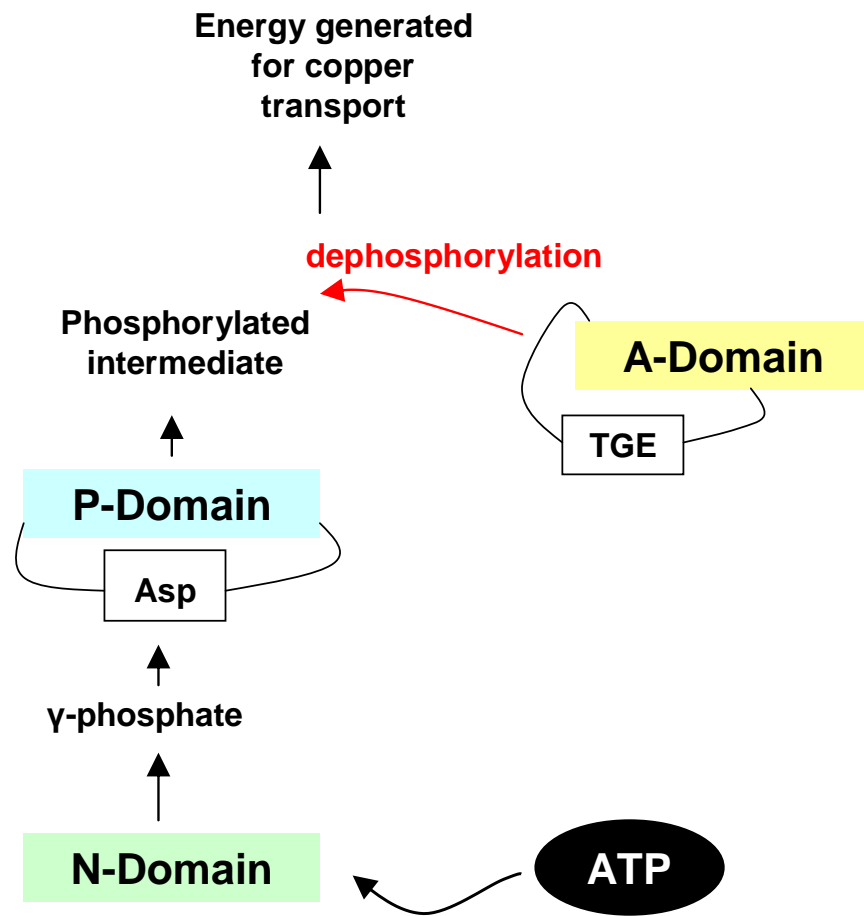 Energy generated
for copper
transport
dephosphorylation
Phosphorylated
intermediate
A-Domain
TGE
P-Domain
Asp
γ-phosphate
N-Domain
ATP